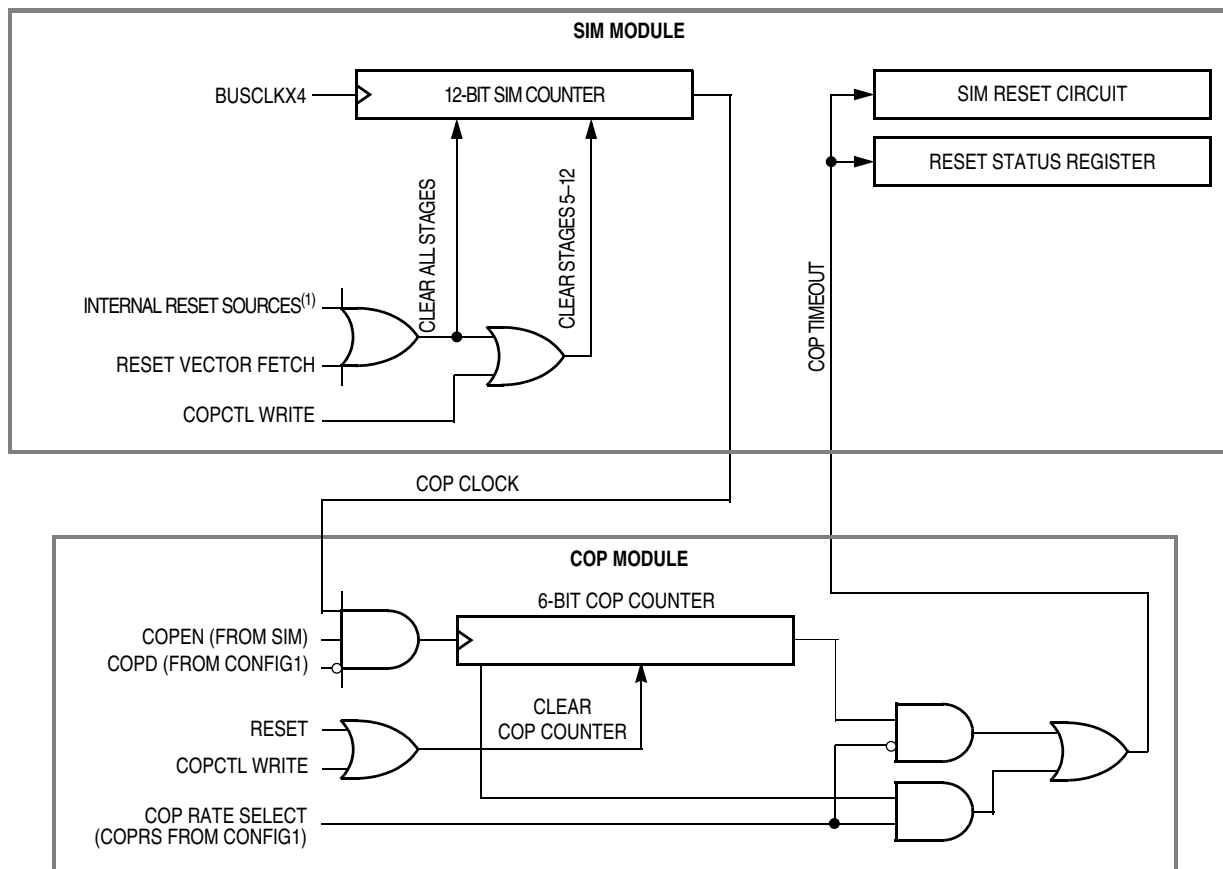 SIM MODULE
BUSCLKX4
12-BIT SIM COUNTER
SIM RESET CIRCUIT
RESET STATUS REGISTER
CLEAR ALL STAGES
CLEAR STAGES 5–12
COP TIMEOUT
INTERNAL RESET SOURCES(1)
RESET VECTOR FETCH
COPCTL WRITE
COP CLOCK
COP MODULE
6-BIT COP COUNTER
COPEN (FROM SIM)
COPD (FROM CONFIG1)
CLEAR
COP COUNTER
RESET
COPCTL WRITE
COP RATE SELECT
(COPRS FROM CONFIG1)